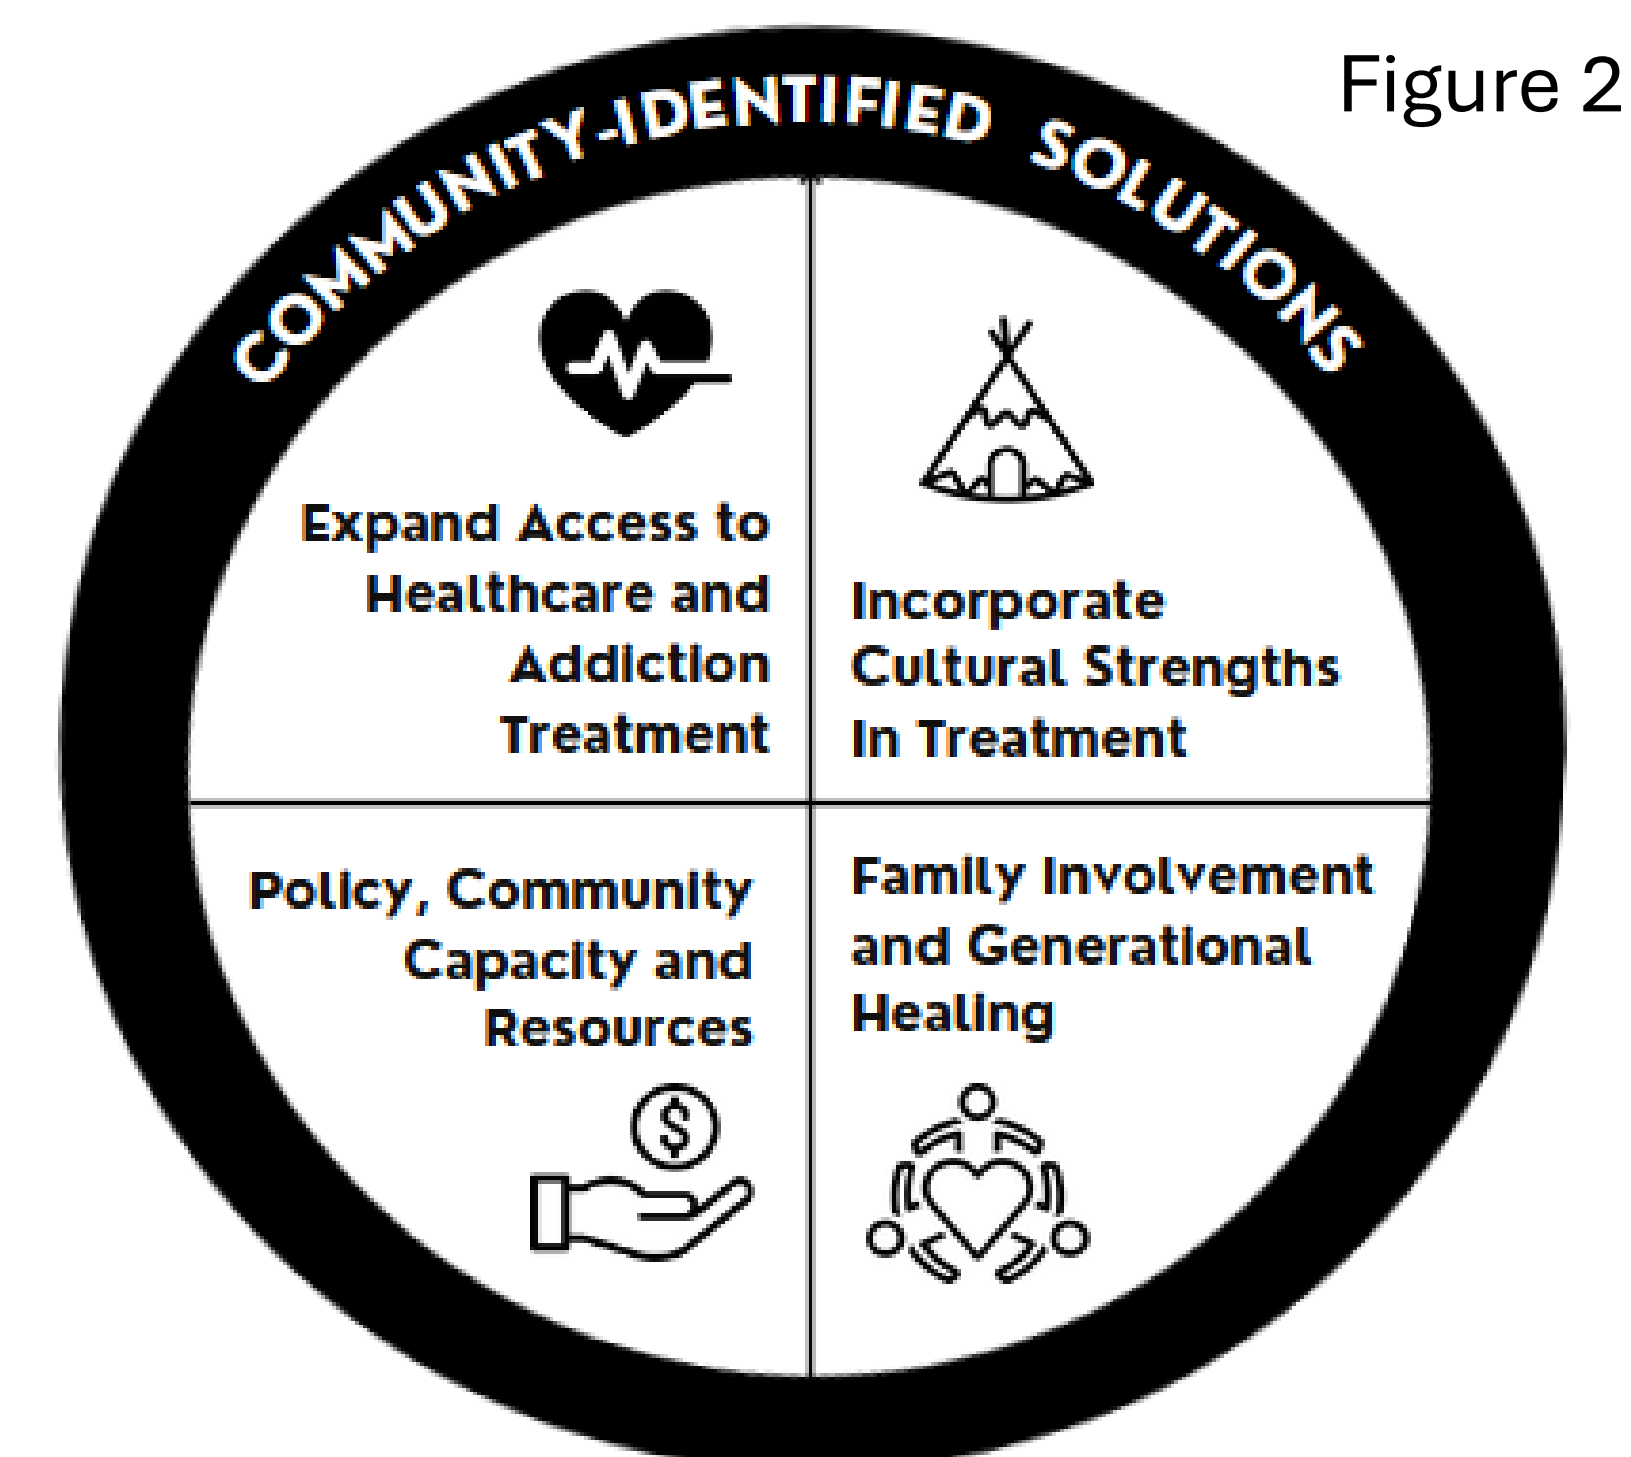 Figure 2
COMMUNITY-IDENTIFIED SOLUTIONS
Expand Access to
Healthcare and
Addiction
Treatment
Incorporate
Cultural Strengths
In Treatment
Policy, Community
Capacity and
Resources
$
Family Involvement
and Generational
Healing